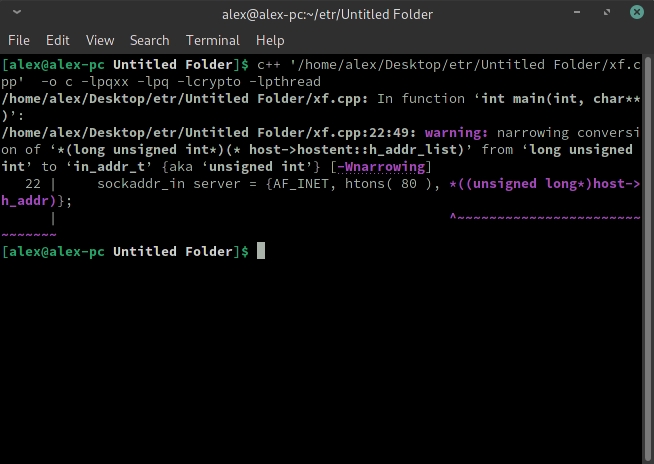 alex@alex-pc:~/etr/Untitled Folder
File Edit View Search Terminal Help
[alex@alex-pc Untitled Folder]$ c++ '/home/alex/Desktop/etr/Untitled Folder/xf.c
pp'  -o c -lpqxx -lpq -lcrypto -lpthread
/home/alex/Desktop/etr/Untitled Folder/xf.cpp: In function ‘int main(int, char**
)’:
/home/alex/Desktop/etr/Untitled Folder/xf.cpp:22:49: warning: narrowing conversi
on of ‘*(long unsigned int*)(* host->hostent::h_addr_list)’ from ‘long unsigned
int’ to ‘in_addr_t’ {aka ‘unsigned int’} [-Wnarrowing]
   22 |     sockaddr_in server = {AF_INET, htons( 80 ), *((unsigned long*)host->
h_addr)};
      |                                                 ^~~~~~~~~~~~~~~~~~~~~~~~
~~~~~~~
[alex@alex-pc Untitled Folder]$